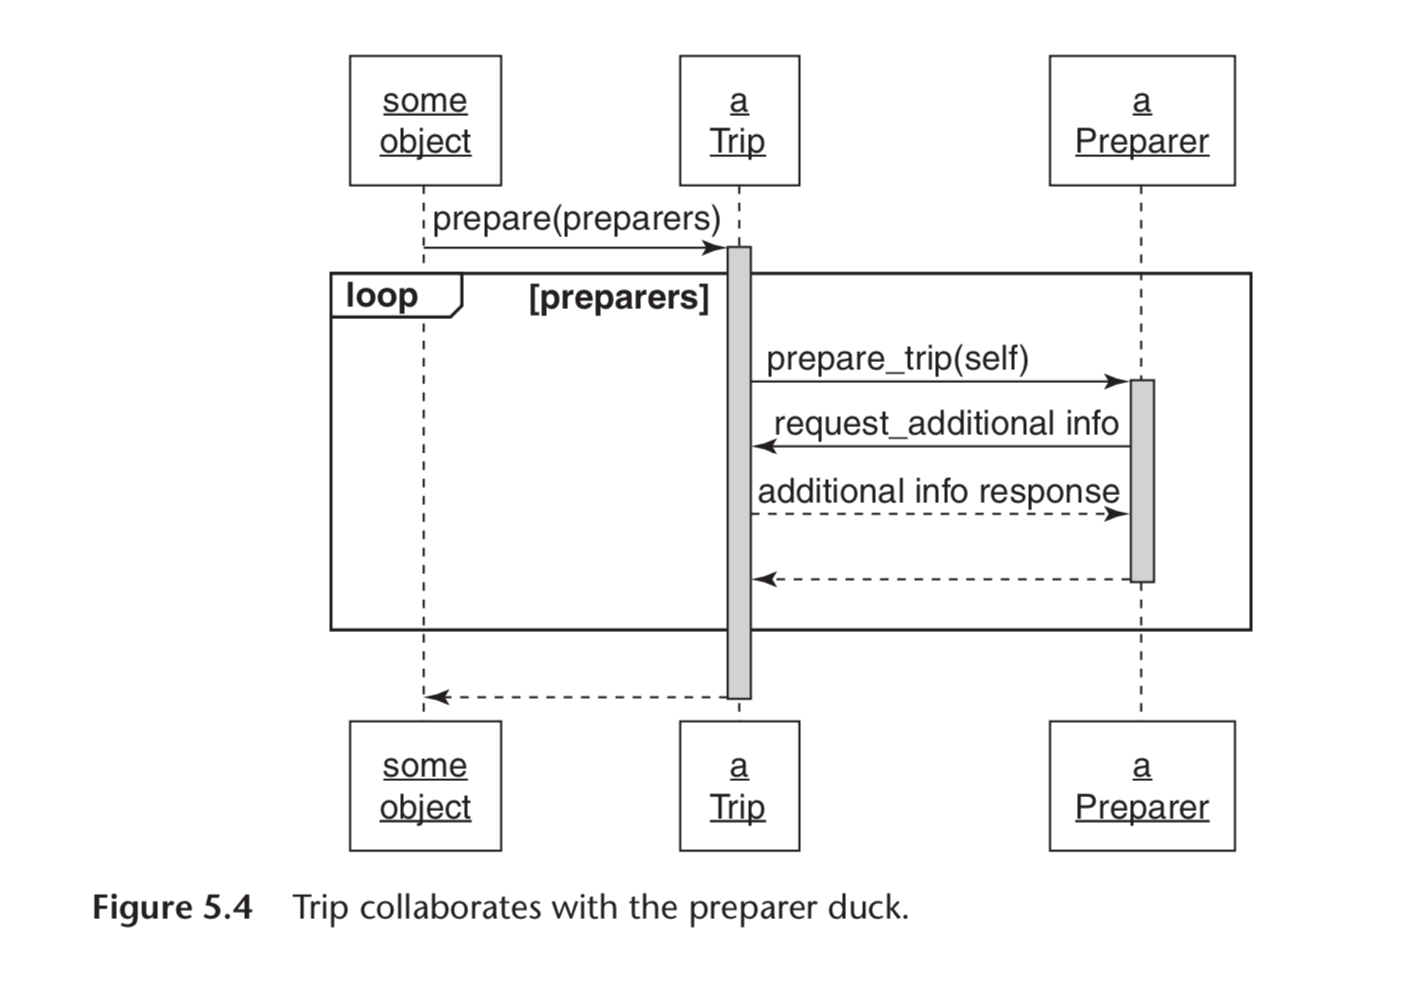 some
object
a
Trip
a
Preparer
prepare(preparers)
loop
[preparers]
prepare_trip(self)
request_additional info
additional info response
some
object
a
Trip
a
Preparer
Figure 5.4 Trip collaborates with the preparer duck.